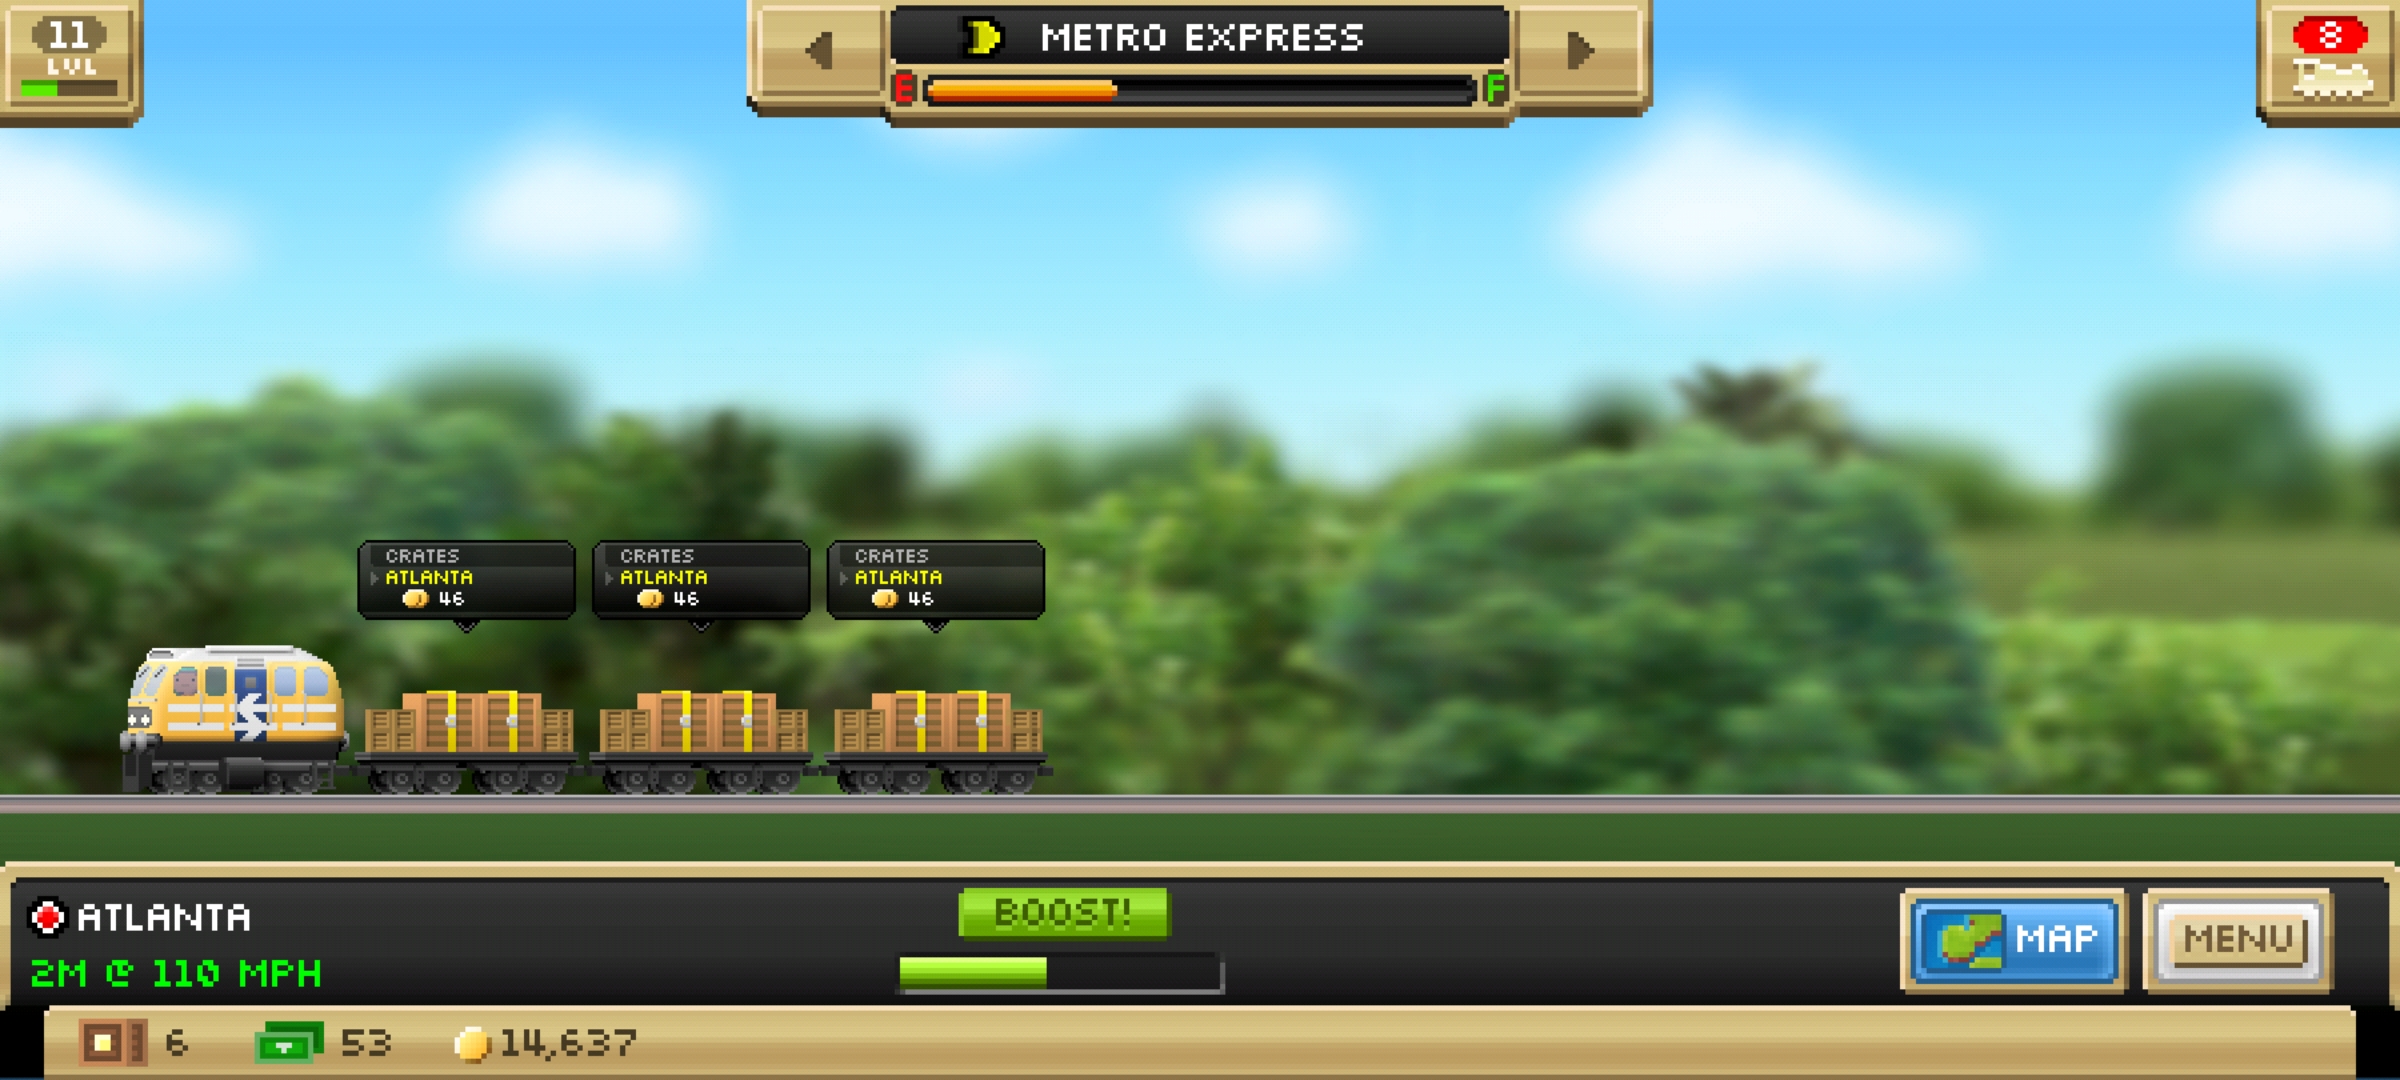 11
LVL
METRO EXPRESS
E
F
8
CRATES
ATLANTA
46
CRATES
ATLANTA
46
CRATES
ATLANTA
46
ATLANTA
2M @ 110 MPH
BOOST!
MAP
MENU
6
53
14,637